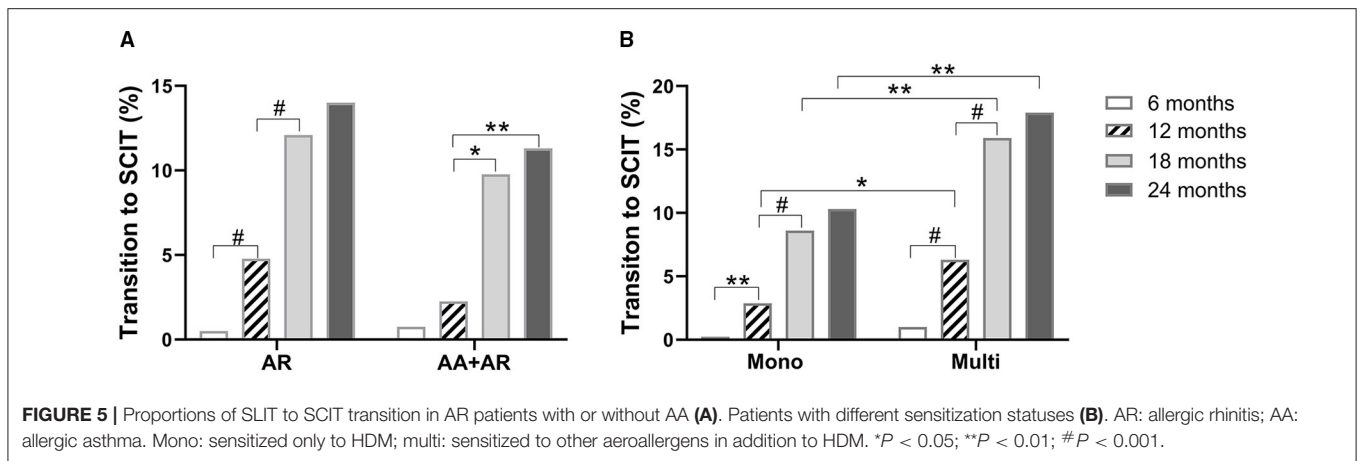 A
Transition to SCIT (%)
15
10
5
0
#
#
*
**
AR
AA+AR
B
Transiton to SCIT (%)
20
15
10
5
0
**
#
*
**
**
#
#
Mono
Multi
6 months
12 months
18 months
24 months
FIGURE 5 | Proportions of SLIT to SCIT transition in AR patients with or without AA (A). Patients with different sensitization statuses (B). AR: allergic rhinitis; AA:
allergic asthma. Mono: sensitized only to HDM; multi: sensitized to other aeroallergens in addition to HDM. *P < 0.05; **P < 0.01; #P < 0.001.